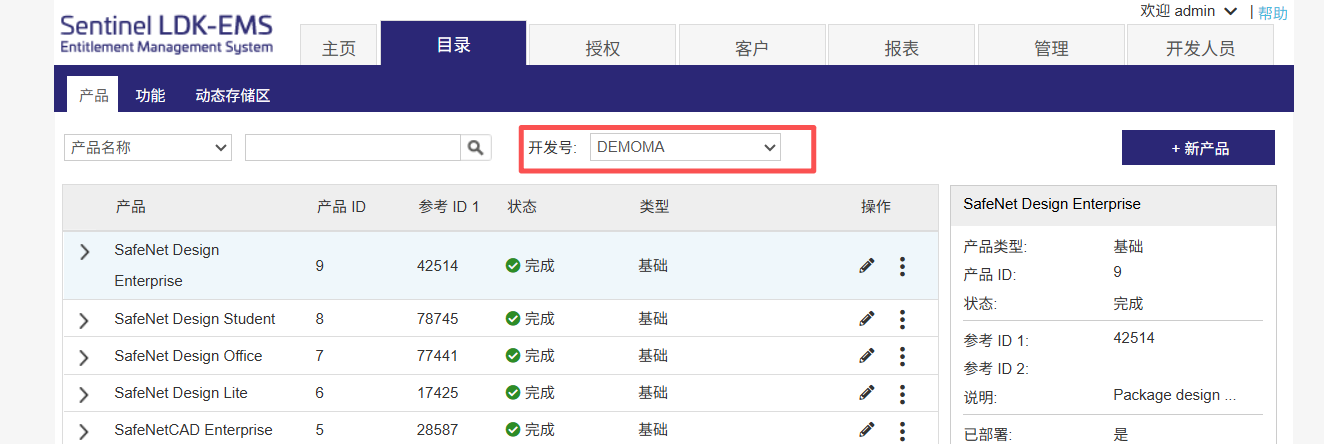 欢迎 admin | 帮助
Sentinel LDK-EMS
Entitlement Management System
主页 目录 授权 客户 报表 管理 开发人员
产品 功能 动态存储区
产品名称 开发号: DEMOMA + 新产品
产品 产品 ID 参考 ID 1 状态 类型 操作
SafeNet Design
Enterprise
9 42514 完成 基础
SafeNet Design Student 8 78745 完成 基础
SafeNet Design Office 7 77441 完成 基础
SafeNet Design Lite 6 17425 完成 基础
SafeNetCAD Enterprise 5 28587 完成 基础
SafeNet Design Enterprise
产品类型: 基础
产品 ID: 9
状态: 完成
参考 ID 1: 42514
参考 ID 2:
说明: Package design ...
已部署: 是